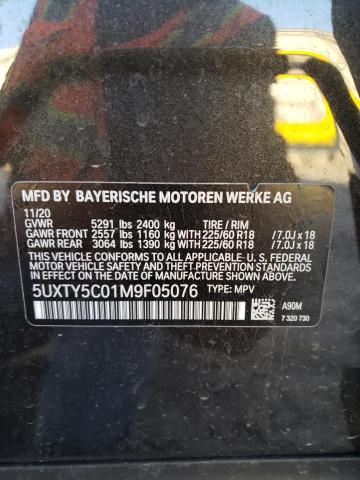 MFD BY BAYERISCHE MOTOREN WERKE AG
11/20
GVWR 5291 lbs 2400 kg TIRE / RIM
GAWR FRONT 2557 lbs 1160 kg WITH 225/60 R18 /7.0J x 18
GAWR REAR 3064 lbs 1390 kg WITH 225/60 R18 /7.0J x 18
THIS VEHICLE CONFORMS TO ALL APPLICABLE U. S. FEDERAL
MOTOR VEHICLE SAFETY AND THEFT PREVENTION STANDARDS
IN EFFECT ON THE DATE OF MANUFACTURE SHOWN ABOVE.
5UXTY5C01M9F05076 TYPE: MPV
A90M
7 320 730